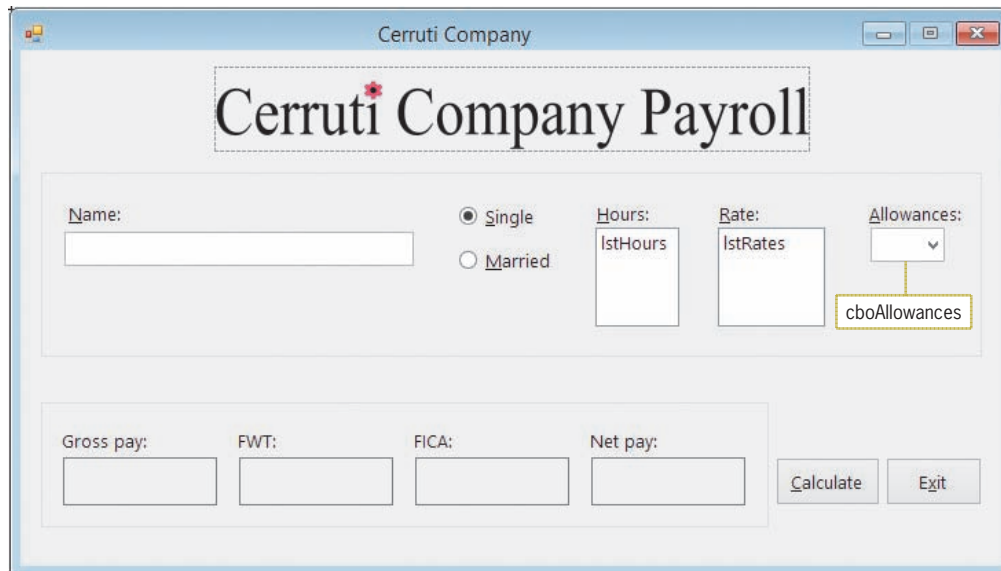 Cerruti Company
Cerruti Company Payroll
Name:
Single
Married
Hours:
lstHours
Rate:
lstRates
Allowances:
cboAllowances
Gross pay:
FWT:
FICA:
Net pay:
Calculate
Exit